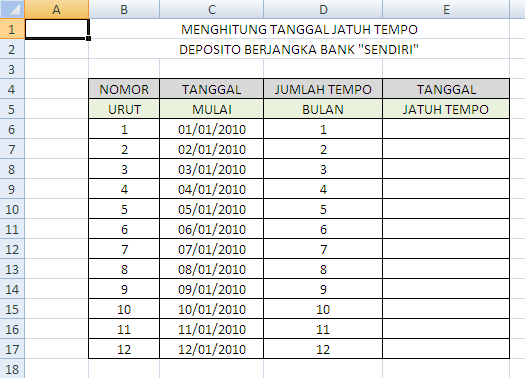 A B C D E
1 MENGHITUNG TANGGAL JATUH TEMPO
2 DEPOSITO BERJANGKA BANK "SENDIRI"
3
4 NOMOR TANGGAL JUMLAH TEMPO TANGGAL
5 URUT MULAI BULAN JATUH TEMPO
6 1 01/01/2010 1
7 2 02/01/2010 2
8 3 03/01/2010 3
9 4 04/01/2010 4
10 5 05/01/2010 5
11 6 06/01/2010 6
12 7 07/01/2010 7
13 8 08/01/2010 8
14 9 09/01/2010 9
15 10 10/01/2010 10
16 11 11/01/2010 11
17 12 12/01/2010 12
18